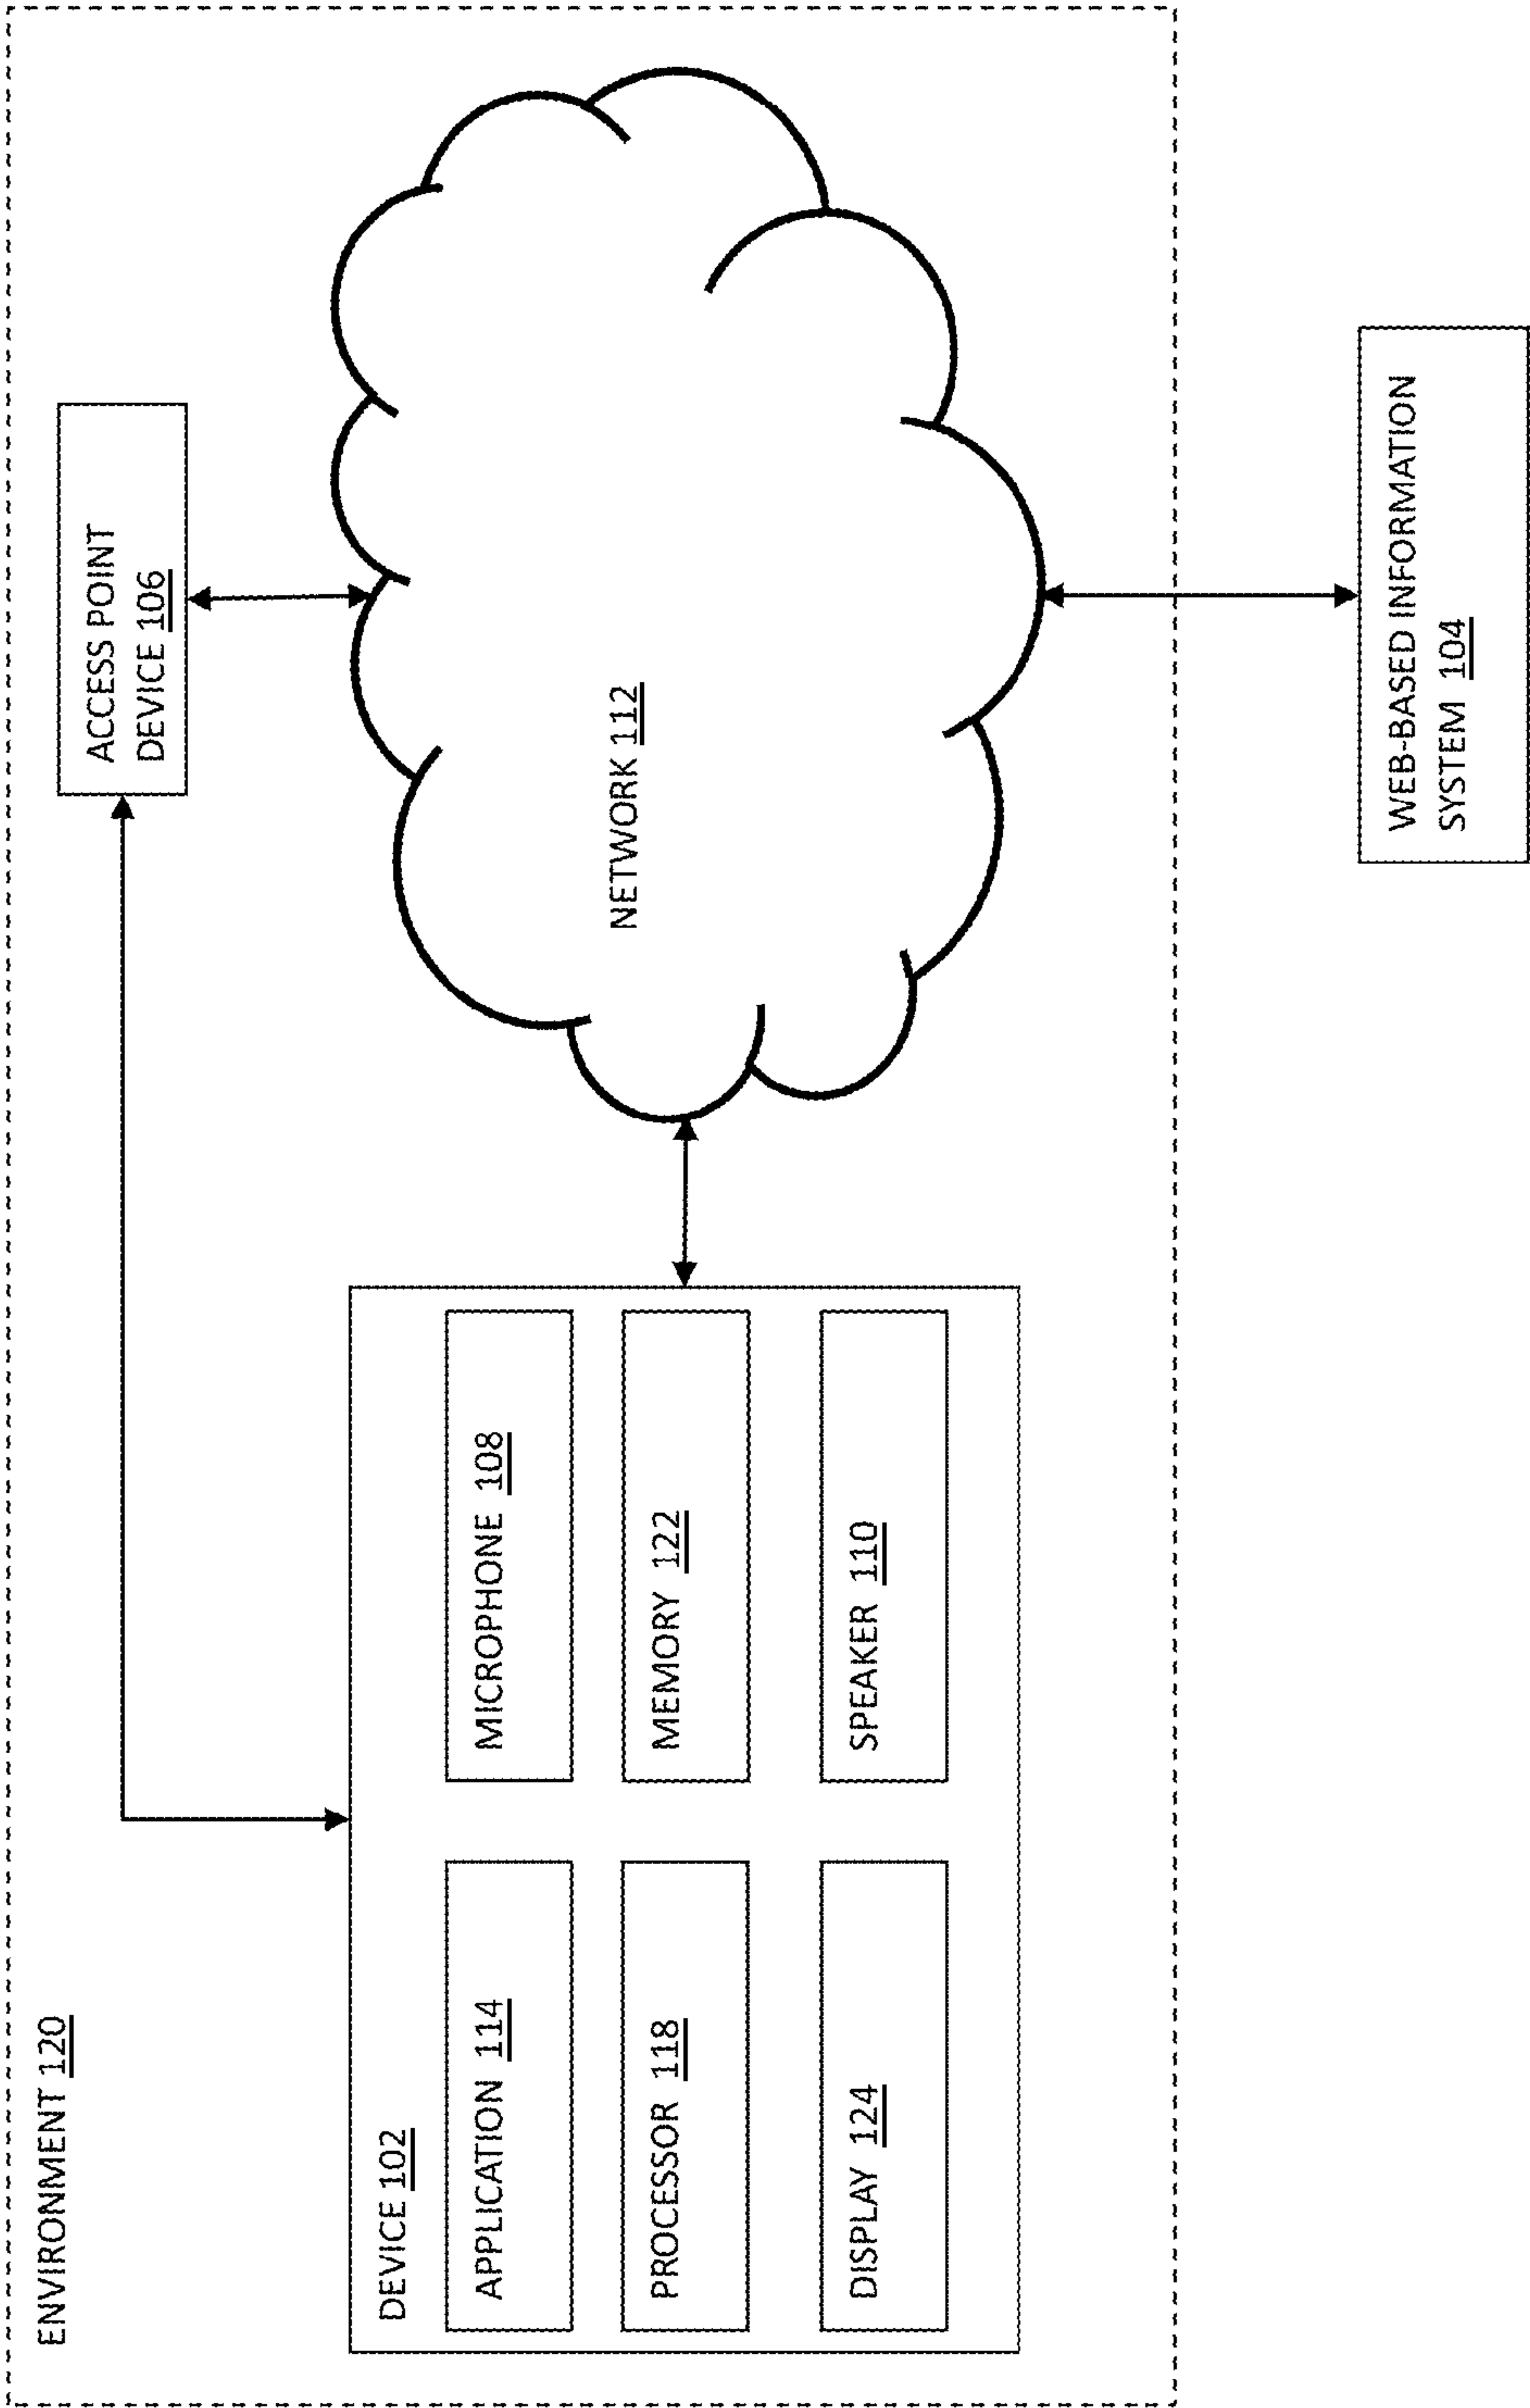 ENVIRONMENT 120
ACCESS POINT
DEVICE 106
DEVICE 102
APPLICATION 114
MICROPHONE 108
PROCESSOR 118
MEMORY 122
DISPLAY 124
SPEAKER 110
NETWORK 112
WEB-BASED INFORMATION
SYSTEM 104